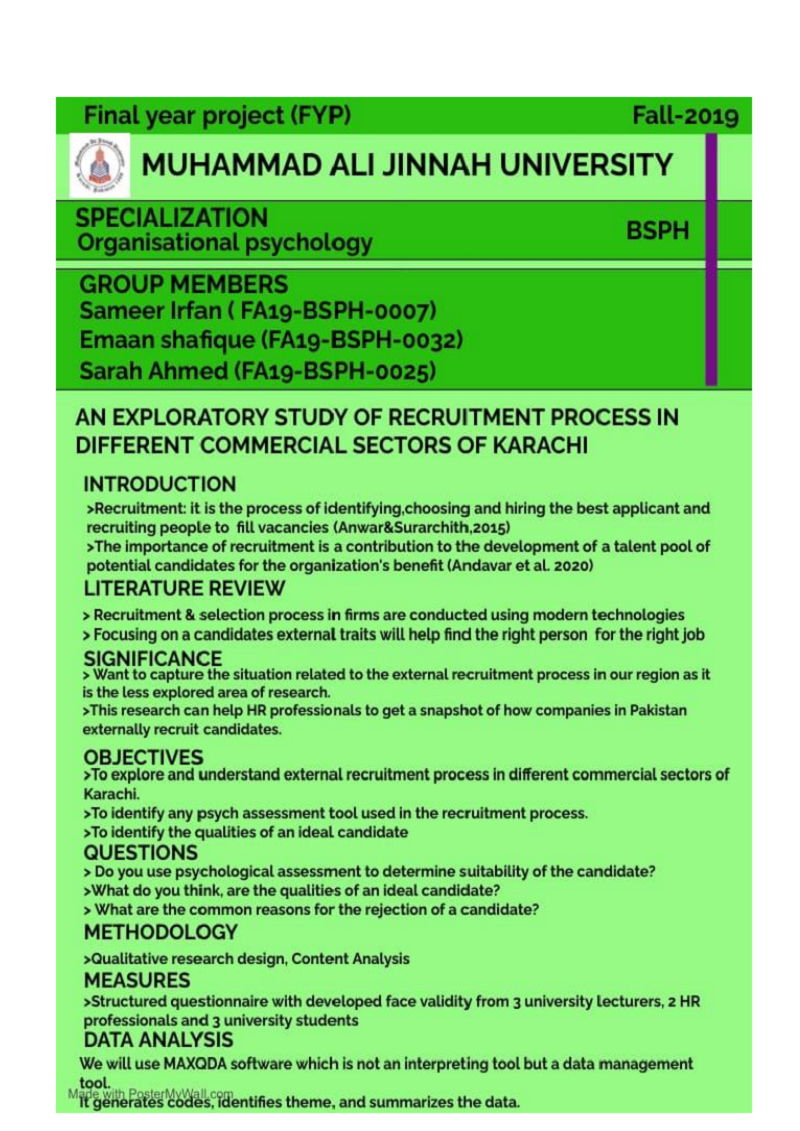 Final year project (FYP) Fall-2019
MUHAMMAD ALI JINNAH UNIVERSITY
SPECIALIZATION
Organisational psychology BSPH
GROUP MEMBERS
Sameer Irfan ( FA19-BSPH-0007)
Emaan shafique (FA19-BSPH-0032)
Sarah Ahmed (FA19-BSPH-0025)
AN EXPLORATORY STUDY OF RECRUITMENT PROCESS IN
DIFFERENT COMMERCIAL SECTORS OF KARACHI
INTRODUCTION
>Recruitment: it is the process of identifying,choosing and hiring the best applicant and
recruiting people to fill vacancies (Anwar&Surarchith,2015)
>The importance of recruitment is a contribution to the development of a talent pool of
potential candidates for the organization's benefit (Andavar et al. 2020)
LITERATURE REVIEW
> Recruitment & selection process in firms are conducted using modern technologies
> Focusing on a candidates external traits will help find the right person for the right job
SIGNIFICANCE
> Want to capture the situation related to the external recruitment process in our region as it
is the less explored area of research.
>This research can help HR professionals to get a snapshot of how companies in Pakistan
externally recruit candidates.
OBJECTIVES
>To explore and understand external recruitment process in different commercial sectors of
Karachi.
>To identify any psych assessment tool used in the recruitment process.
>To identify the qualities of an ideal candidate
QUESTIONS
> Do you use psychological assessment to determine suitability of the candidate?
>What do you think, are the qualities of an ideal candidate?
> What are the common reasons for the rejection of a candidate?
METHODOLOGY
>Qualitative research design, Content Analysis
MEASURES
>Structured questionnaire with developed face validity from 3 university lecturers, 2 HR
professionals and 3 university students
DATA ANALYSIS
We will use MAXQDA software which is not an interpreting tool but a data management
tool.
Made with PosterMyWall.com
It generates codes, identifies theme, and summarizes the data.